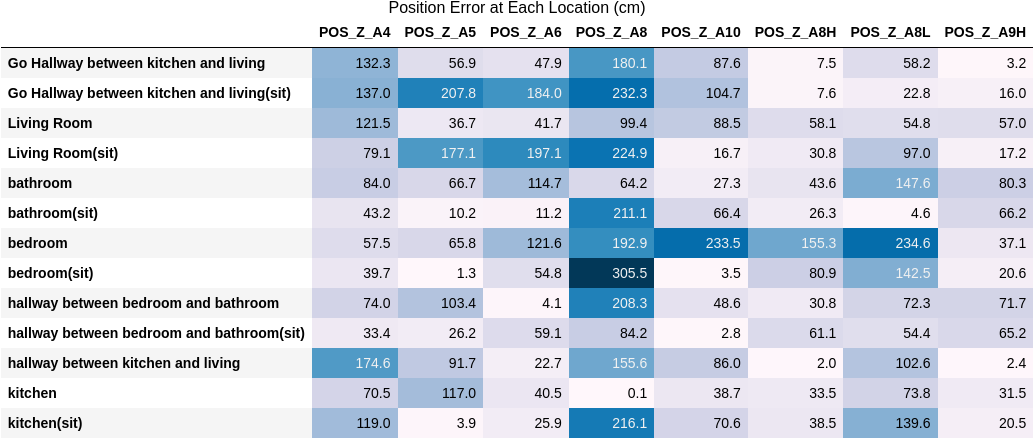 Position Error at Each Location (cm)
POS_Z_A4 POS_Z_A5 POS_Z_A6 POS_Z_A8 POS_Z_A10 POS_Z_A8H POS_Z_A8L POS_Z_A9H
Go Hallway between kitchen and living 132.3 56.9 47.9 180.1 87.6 7.5 58.2 3.2
Go Hallway between kitchen and living(sit) 137.0 207.8 184.0 232.3 104.7 7.6 22.8 16.0
Living Room 121.5 36.7 41.7 99.4 88.5 58.1 54.8 57.0
Living Room(sit) 79.1 177.1 197.1 224.9 16.7 30.8 97.0 17.2
bathroom 84.0 66.7 114.7 64.2 27.3 43.6 147.6 80.3
bathroom(sit) 43.2 10.2 11.2 211.1 66.4 26.3 4.6 66.2
bedroom 57.5 65.8 121.6 192.9 233.5 155.3 234.6 37.1
bedroom(sit) 39.7 1.3 54.8 305.5 3.5 80.9 142.5 20.6
hallway between bedroom and bathroom 74.0 103.4 4.1 208.3 48.6 30.8 72.3 71.7
hallway between bedroom and bathroom(sit) 33.4 26.2 59.1 84.2 2.8 61.1 54.4 65.2
hallway between kitchen and living 174.6 91.7 22.7 155.6 86.0 2.0 102.6 2.4
kitchen 70.5 117.0 40.5 0.1 38.7 33.5 73.8 31.5
kitchen(sit) 119.0 3.9 25.9 216.1 70.6 38.5 139.6 20.5